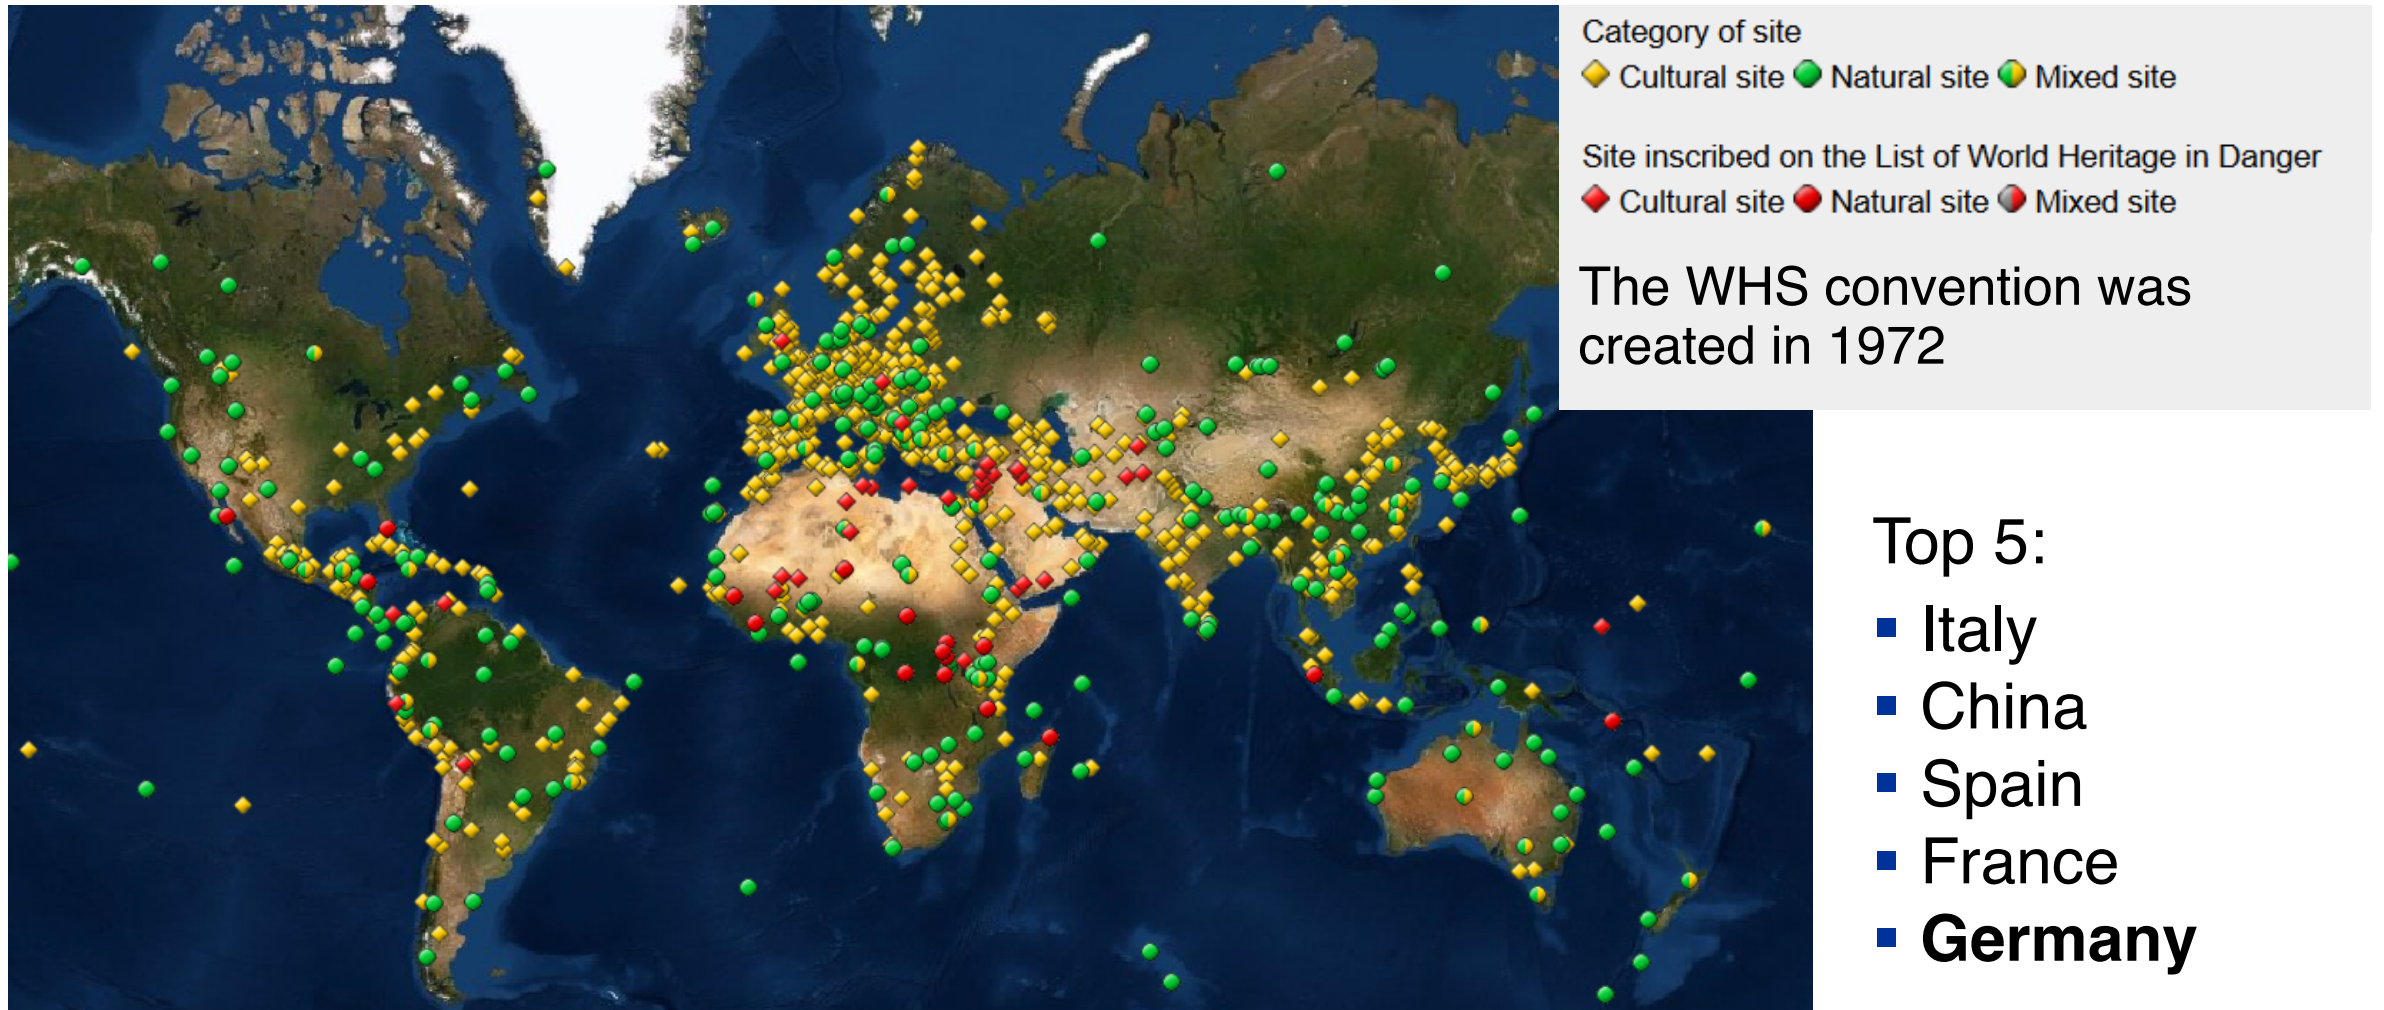 Category of site
Cultural site Natural site Mixed site
Site inscribed on the List of World Heritage in Danger
Cultural site Natural site Mixed site
The WHS convention was
created in 1972
Top 5:
Italy
China
Spain
France
Germany